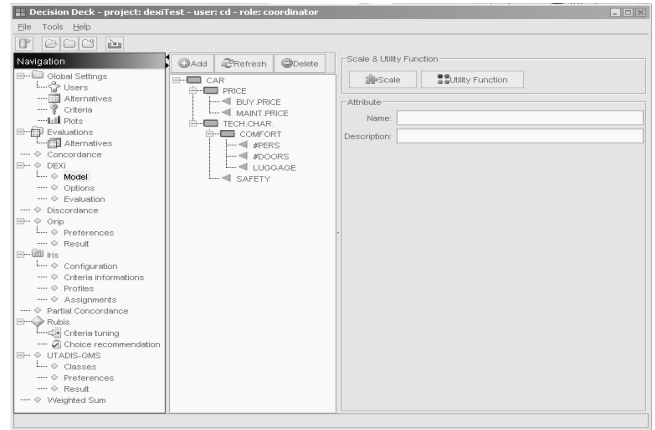 Decision Deck - project: dexiTest - user: cd - role: coordinator
File Tools Help
Navigation
Global Settings
Users
Alternatives
Criteria
Plots
Evaluations
Alternatives
Concordance
DEXi
Model
Options
Evaluation
Discordance
Grip
Preferences
Result
Iris
Configuration
Criteria informations
Profiles
Assignments
Partial Concordance
Rubis
Criteria tuning
Choice recommendation
UTADIS-GMS
Classes
Preferences
Result
Weighted Sum
Add Refresh Delete
CAR
PRICE
BUY.PRICE
MAINT.PRICE
TECH.CHAR.
COMFORT
#PERS
#DOORS
LUGGAGE
SAFETY
Scale & Utility Function
Scale Utility Function
Attribute
Name:
Description: